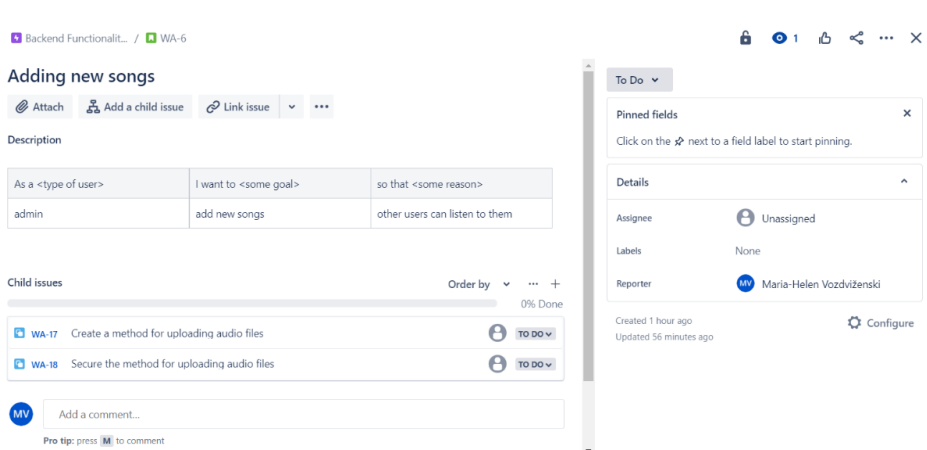 Backend Functionalit... / WA-6
1
Adding new songs
Attach
Add a child issue
Link issue
Description
As a <type of user> I want to <some goal> so that <some reason>
admin add new songs other users can listen to them
Child issues
Order by
0% Done
WA-17 Create a method for uploading audio files TO DO
WA-18 Secure the method for uploading audio files TO DO
MV Add a comment...
Pro tip: press M to comment
To Do
Pinned fields
Click on the next to a field label to start pinning.
Details
Assignee Unassigned
Labels None
Reporter MV Maria-Helen Vozdviženski
Created 1 hour ago
Updated 56 minutes ago
Configure